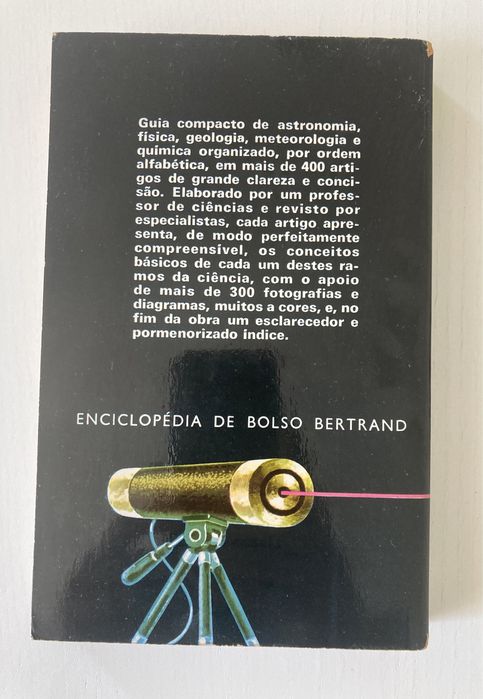 Guia compacto de astronomia,
física, geologia, meteorologia e
química organizado, por ordem
alfabética, em mais de 400 arti-
gos de grande clareza e conci-
são. Elaborado por um profes-
sor de ciências e revisto por
especialistas, cada artigo apre-
senta, de modo perfeitamente
compreensível, os conceitos
básicos de cada um destes ra-
mos da ciência, com o apoio
de mais de 300 fotografias e
diagramas, muitos a cores, e, no
fim da obra um esclarecedor e
pormenorizado índice.
ENCICLOPÉDIA DE BOLSO BERTRAND